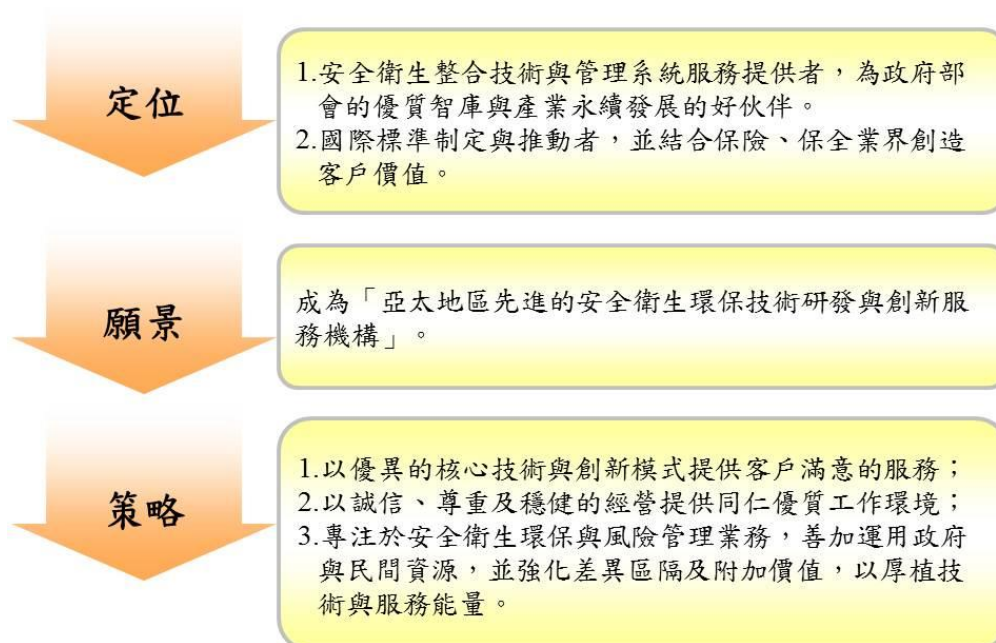 定位
1.安全衛生整合技術與管理系統服務提供者，為政府部
會的優質智庫與產業永續發展的好伙伴。
2.國際標準制定與推動者，並結合保險、保全業界創造
客戶價值。
願景
成為「亞太地區先進的安全衛生環保技術研發與創新服
務機構」。
策略
1.以優異的核心技術與創新模式提供客戶滿意的服務；
2.以誠信、尊重及穩健的經營提供同仁優質工作環境；
3.專注於安全衛生環保與風險管理業務，善加運用政府
與民間資源，並強化差異區隔及附加價值，以厚植技
術與服務能量。